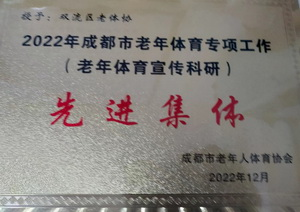 授予：双流区老体协
2022年成都市老年体育专项工作
（老年体育宣传科研）
先进集体
成都市老年人体育协会
2022年12月